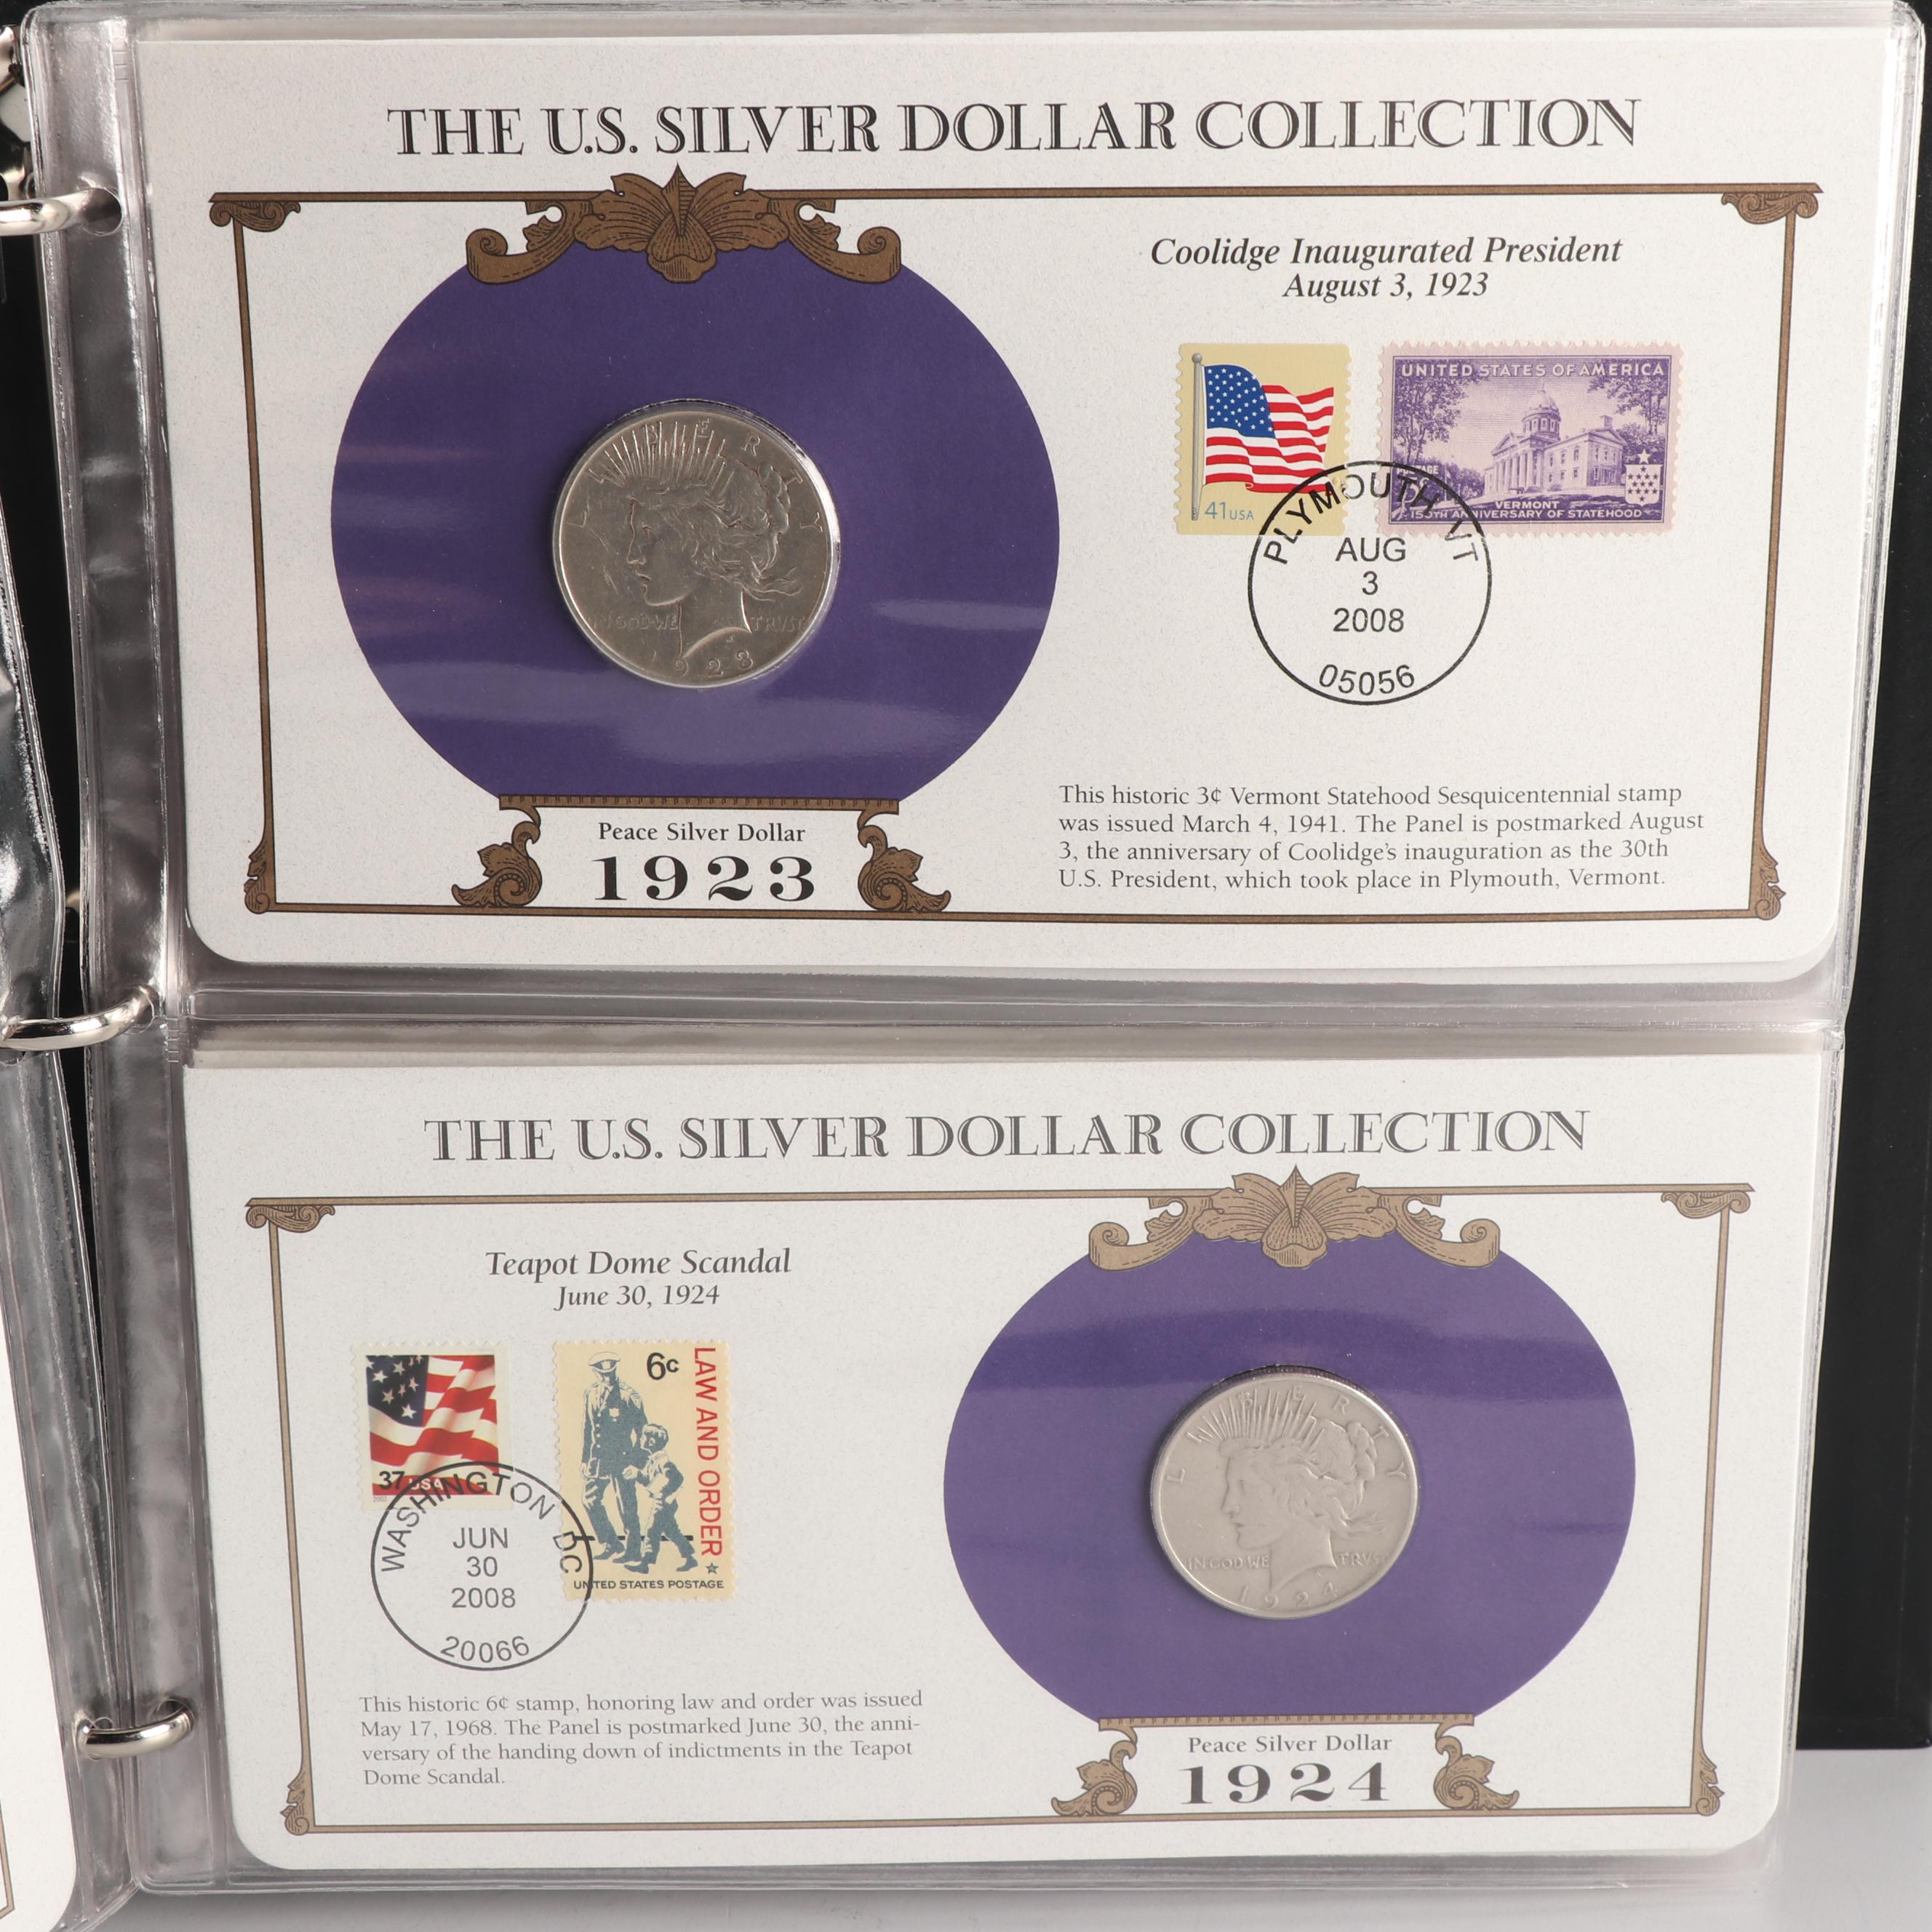 THE U.S. SILVER DOLLAR COLLECTION
Coolidge Inaugurated President
August 3, 1923
41 USA
UNITED STATES OF AMERICA
POSTAGE
VERMONT
150TH ANNIVERSARY OF STATEHOOD
PLYMOUTH VT
AUG
3
2008
05056
LIBERTY
IN GOD WE TRVST
1923
This historic 3¢ Vermont Statehood Sesquicentennial stamp
was issued March 4, 1941. The Panel is postmarked August
3, the anniversary of Coolidge's inauguration as the 30th
U.S. President, which took place in Plymouth, Vermont.
Peace Silver Dollar
1923
THE U.S. SILVER DOLLAR COLLECTION
Teapot Dome Scandal
June 30, 1924
37 USA
6c
LAW AND ORDER
UNITED STATES POSTAGE
WASHINGTON DC
JUN
30
2008
20066
This historic 6¢ stamp, honoring law and order was issued
May 17, 1968. The Panel is postmarked June 30, the anni-
versary of the handing down of indictments in the Teapot
Dome Scandal.
LIBERTY
IN GOD WE TRVST
1924
Peace Silver Dollar
1924